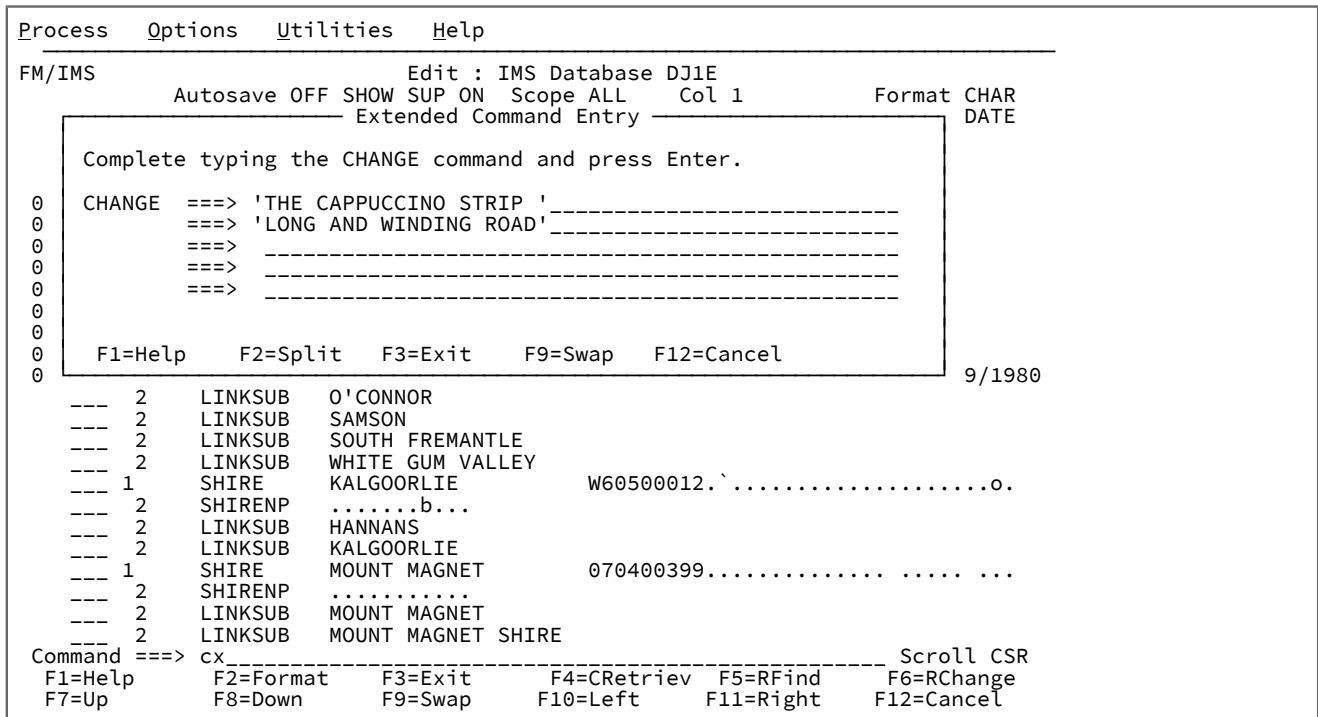 Process   Options   Utilities   Help
FM/IMS                        Edit : IMS Database DJ1E
Autosave OFF SHOW SUP ON  Scope ALL    Col 1          Format CHAR
Extended Command Entry   DATE
Complete typing the CHANGE command and press Enter.
0   CHANGE  ===> 'THE CAPPUCCINO STRIP '___________________________
0           ===> 'LONG AND WINDING ROAD'___________________________
0           ===>  _________________________________________________
0           ===>  _________________________________________________
0           ===>  _________________________________________________
0
0
0    F1=Help    F2=Split   F3=Exit    F9=Swap   F12=Cancel
0   9/1980
___  2    LINKSUB   O'CONNOR
___  2    LINKSUB   SAMSON
___  2    LINKSUB   SOUTH FREMANTLE
___  2    LINKSUB   WHITE GUM VALLEY
___ 1     SHIRE     KALGOORLIE          W60500012.`....................o.
___  2    SHIRENP   .......b...
___  2    LINKSUB   HANNANS
___  2    LINKSUB   KALGOORLIE
___ 1     SHIRE     MOUNT MAGNET        070400399.............. ..... ...
___  2    SHIRENP   ...........
___  2    LINKSUB   MOUNT MAGNET
___  2    LINKSUB   MOUNT MAGNET SHIRE
Command ===> cx___________________________________________________ Scroll CSR
F1=Help      F2=Format    F3=Exit      F4=CRetriev  F5=RFind     F6=RChange
F7=Up        F8=Down      F9=Swap     F10=Left     F11=Right    F12=Cancel